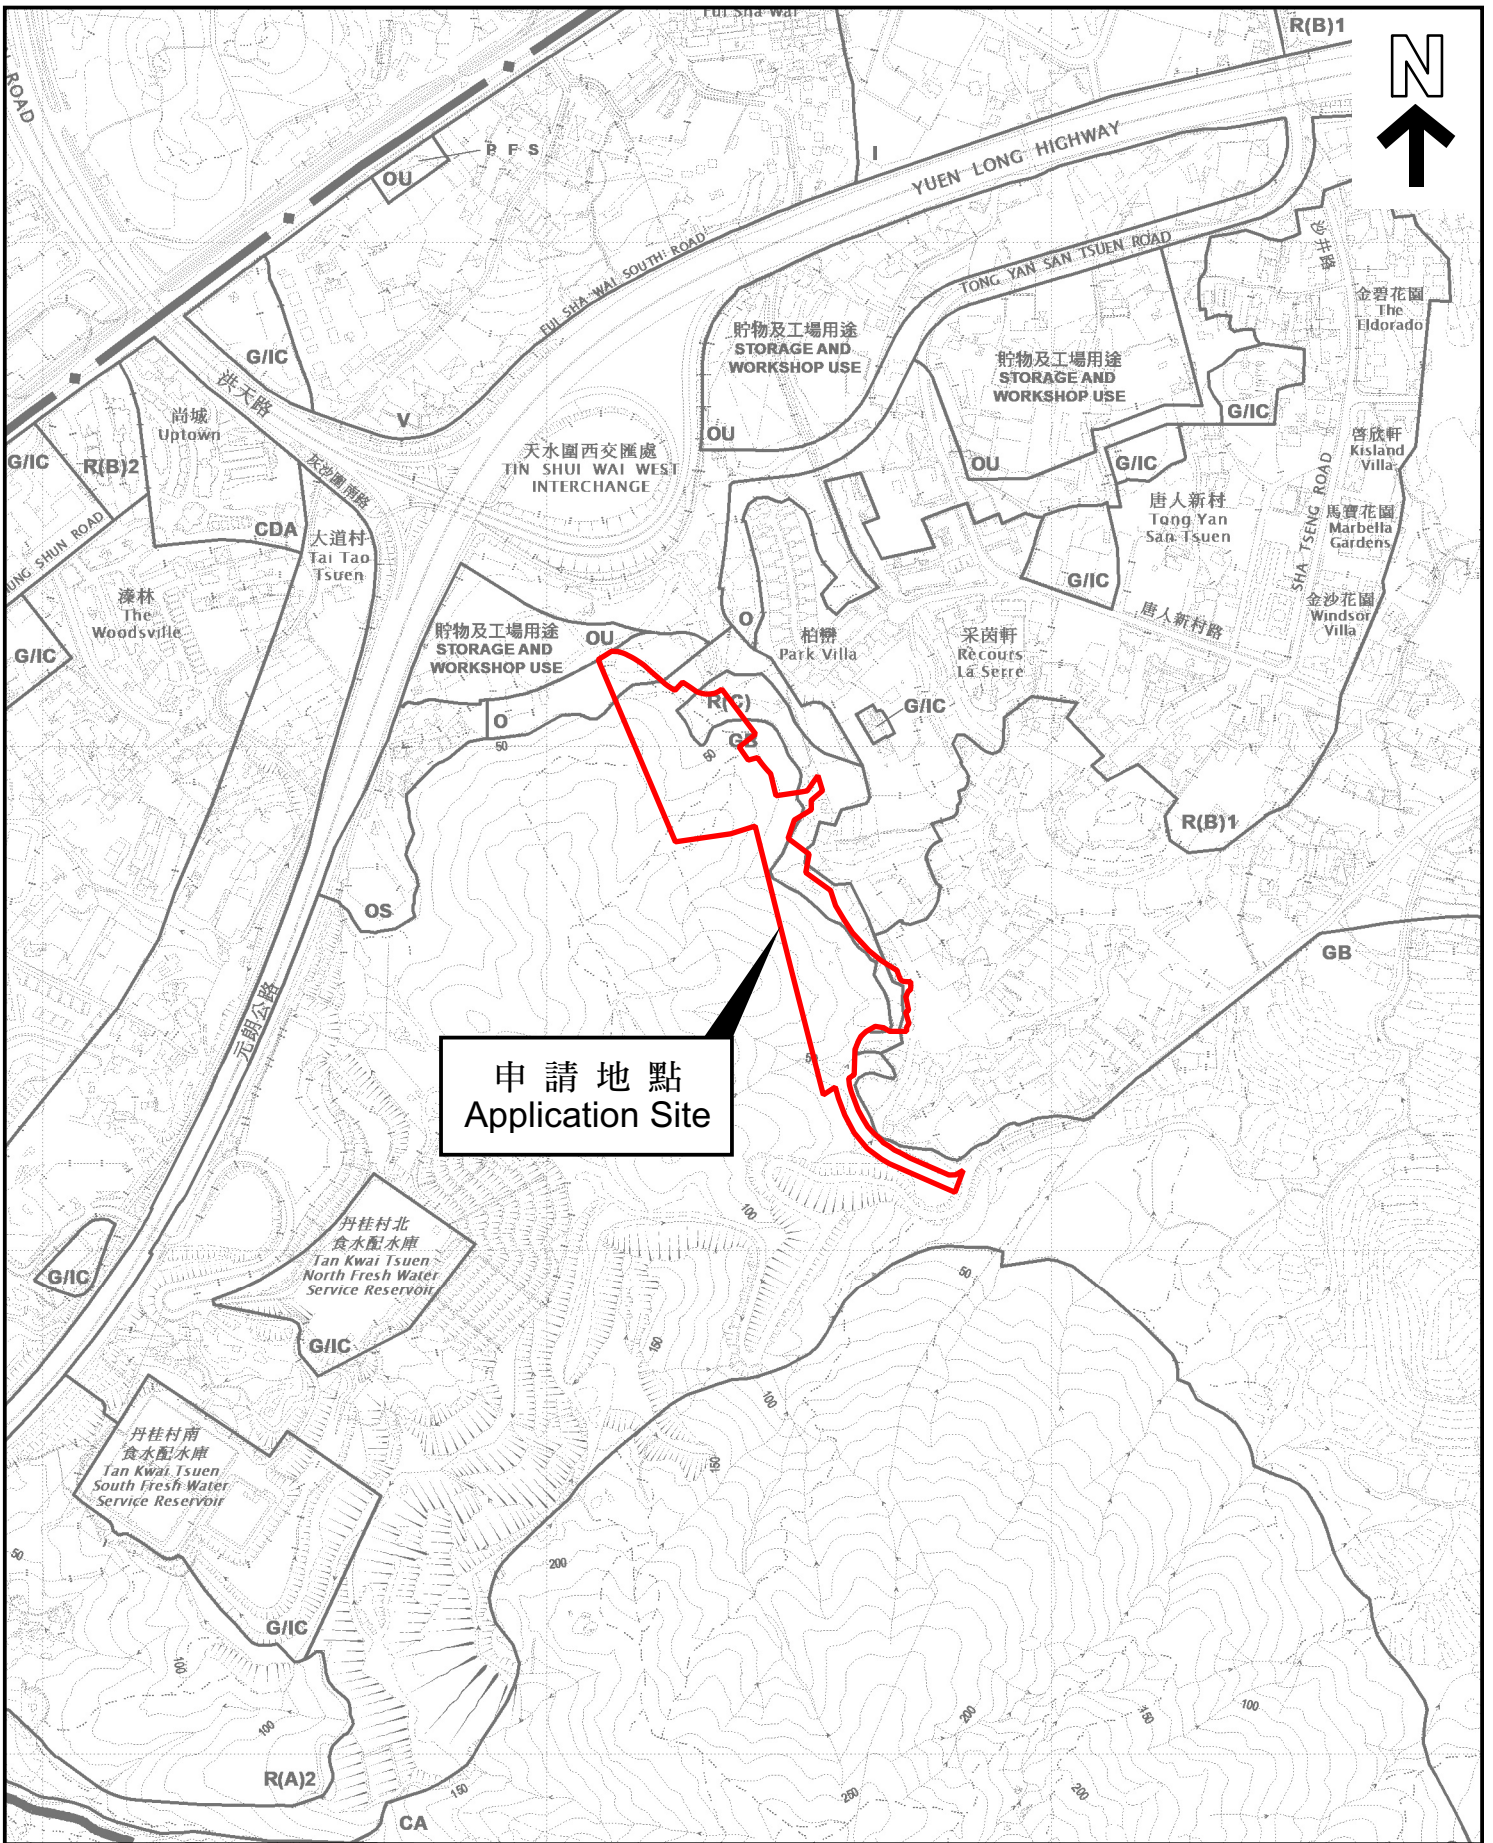 Fui Sha Wai
R(B)1
N
ROAD
P F S
OU
I
YUEN LONG HIGHWAY
FUI SHA WAI SOUTH ROAD
TONG YAN SAN TSUEN ROAD
沙井路
金碧花園
The
Eldorado
貯物及工場用途
STORAGE AND
WORKSHOP USE
貯物及工場用途
STORAGE AND
WORKSHOP USE
G/IC
洪天路
尚城
Uptown
V
G/IC
OU
天水圍西交匯處
TIN SHUI WAI WEST
INTERCHANGE
啓欣軒
Kisland
Villa
G/IC
R(B)2
灰沙圍南路
OU
G/IC
唐人新村
Tong Yan
San Tsuen
SHA TSENG ROAD
馬寶花園
Marbella
Gardens
CDA
大道村
Tai Tao
Tsuen
HUNG SHUN ROAD
溱林
The
Woodsville
G/IC
金沙花園
Windsor
Villa
唐人新村路
貯物及工場用途
STORAGE AND
WORKSHOP USE
OU
O
柏巒
Park Villa
采茵軒
Recours
La Serre
G/IC
R(C)
G/IC
O
50
GB
50
R(B)1
OS
GB
元朗公路
申請地點
Application Site
50
100
丹桂村北
食水配水庫
Tan Kwai Tsuen
North Fresh Water
Service Reservoir
G/IC
50
G/IC
150
100
丹桂村南
食水配水庫
Tan Kwai Tsuen
South Fresh Water
Service Reservoir
150
50
200
G/IC
100
100
200
150
100
R(A)2
150
250
200
CA